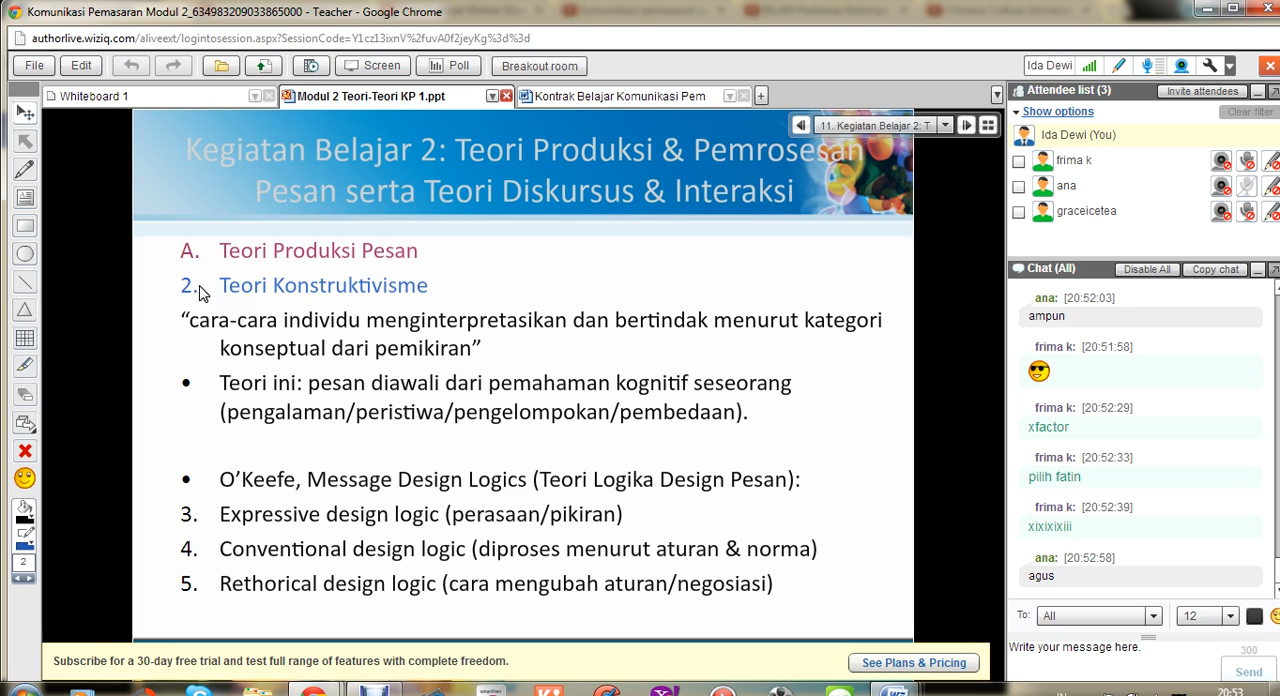 Komunikasi Pemasaran Modul 2_634983209033865000 - Teacher - Google Chrome
authorlive.wiziq.com/aliveext/logintosession.aspx?SessionCode=Y1cz13ixnV%2fuvA0f2jeyKg%3d%3d
File Edit Screen Poll Breakout room Ida Dewi
Whiteboard 1 Modul 2 Teori-Teori KP 1.ppt Kontrak Belajar Komunikasi Pem
11. Kegiatan Belajar 2: T
Kegiatan Belajar 2: Teori Produksi & Pemrosesan
Pesan serta Teori Diskursus & Interaksi
A. Teori Produksi Pesan
2. Teori Konstruktivisme
“cara-cara individu menginterpretasikan dan bertindak menurut kategori
konseptual dari pemikiran”
• Teori ini: pesan diawali dari pemahaman kognitif seseorang
(pengalaman/peristiwa/pengelompokan/pembedaan).
• O’Keefe, Message Design Logics (Teori Logika Design Pesan):
3. Expressive design logic (perasaan/pikiran)
4. Conventional design logic (diproses menurut aturan & norma)
5. Rethorical design logic (cara mengubah aturan/negosiasi)
2
Subscribe for a 30-day free trial and test full range of features with complete freedom.
See Plans & Pricing
Attendee list (3) Invite attendees
Show options Clear filter
Ida Dewi (You)
frima k
ana
graceicetea
Chat (All) Disable All Copy chat
ana: [20:52:03]
ampun
frima k: [20:51:58]
frima k: [20:52:29]
xfactor
frima k: [20:52:33]
pilih fatin
frima k: [20:52:39]
xixixixiii
ana: [20:52:58]
agus
To: All 12
Write your message here.
300
Send
20:53